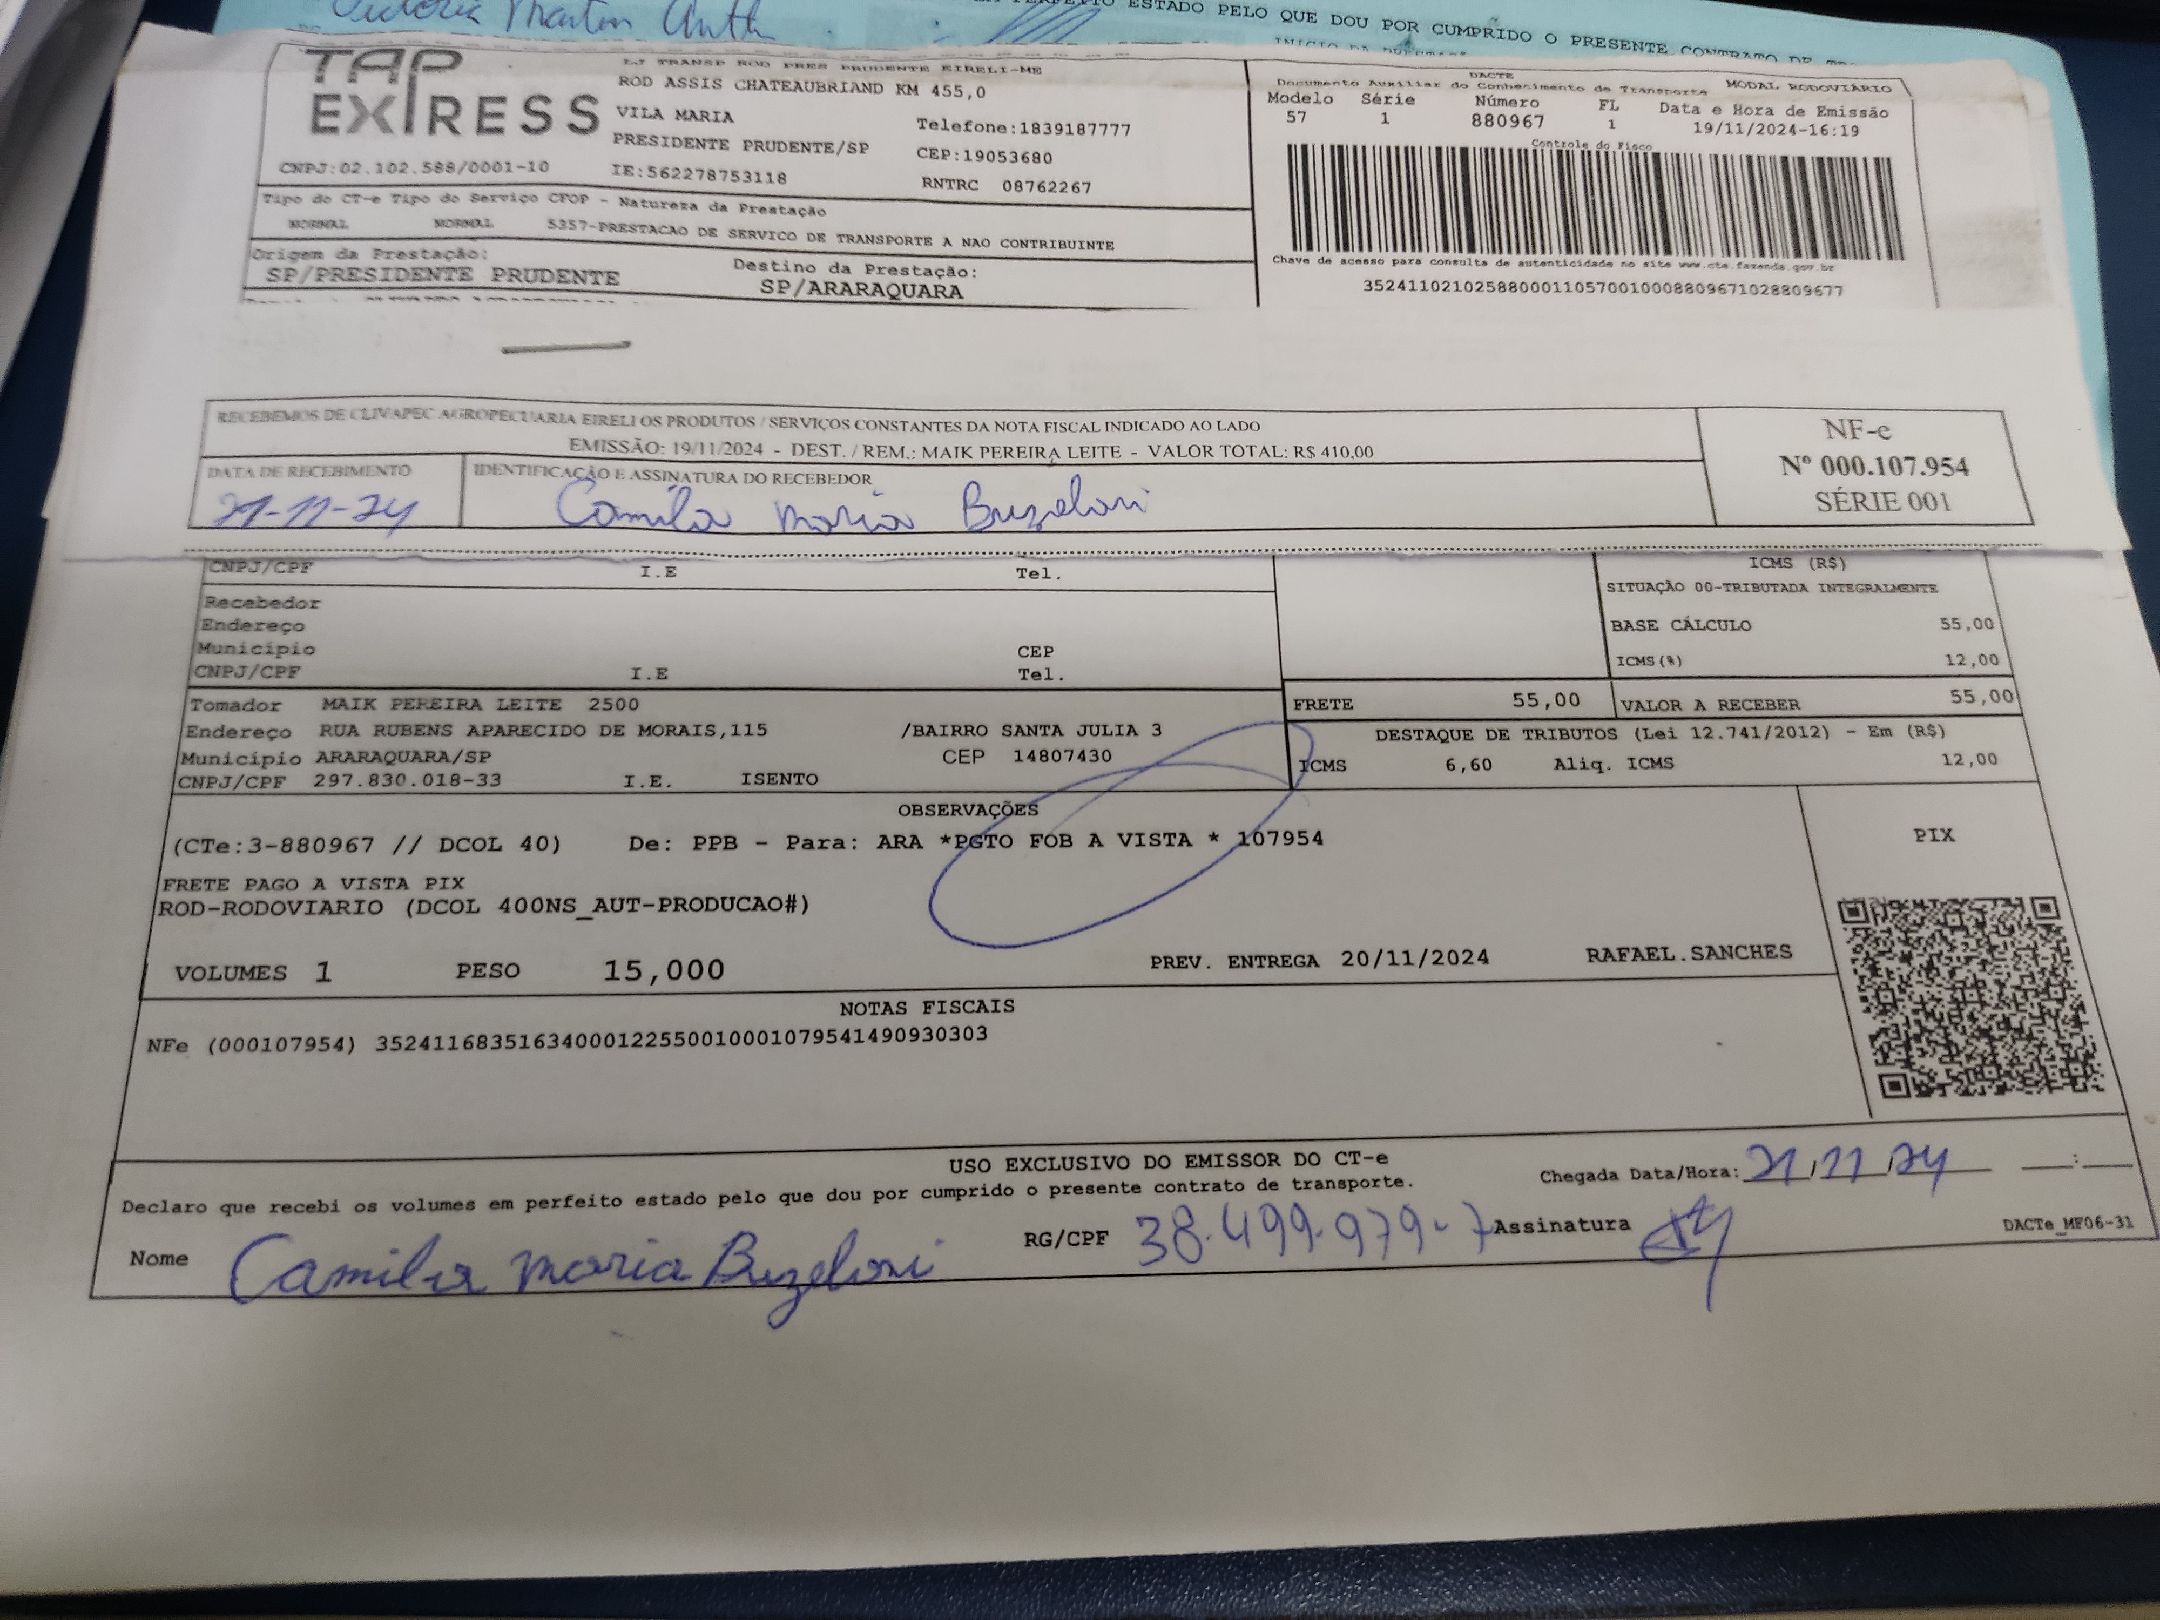 Victoria Martin
ESTADO PELO QUE DOU POR CUMPRIDO O PRESENTE CONTRATO DE
TAP
EXPRESS
LJ TRANSP ROD PRES PRUDENTE EIRELI-ME
ROD ASSIS CHATEAUBRIAND KM 455,0
VILA MARIA
Telefone:1839187777
PRESIDENTE PRUDENTE/SP
CEP:19053680
CNPJ:02.102.588/0001-10
IE:562278753118
RNTRC 08762267
DACTE
Documento Auxiliar do Conhecimento de Transporte MODAL RODOVIÁRIO
Modelo Série Número FL Data e Hora de Emissão
57 1 880967 1 19/11/2024-16:19
Controle do Fisco
Tipo do CT-e Tipo do Serviço CFOP - Natureza da Prestação
NORMAL NORMAL 5357-PRESTACAO DE SERVICO DE TRANSPORTE A NAO CONTRIBUINTE
Origem da Prestação: Destino da Prestação:
SP/PRESIDENTE PRUDENTE SP/ARARAQUARA
Chave de acesso para consulta de autenticidade no site www.cte.fazenda.gov.br
35241102102588000110570010008809671028809677
RECEBEMOS DE CLIVAPEC AGROPECUARIA EIRELI OS PRODUTOS / SERVIÇOS CONSTANTES DA NOTA FISCAL INDICADO AO LADO
EMISSÃO: 19/11/2024 - DEST. / REM.: MAIK PEREIRA LEITE - VALOR TOTAL: R$ 410,00
DATA DE RECEBIMENTO IDENTIFICAÇÃO E ASSINATURA DO RECEBEDOR
21-11-24 Camila Maria Buzeloni
NF-e
Nº 000.107.954
SÉRIE 001
CNPJ/CPF I.E Tel.
Recebedor
Endereço
Município CEP
CNPJ/CPF I.E Tel.
ICMS (R$)
SITUAÇÃO 00-TRIBUTADA INTEGRALMENTE
BASE CÁLCULO 55,00
ICMS(%) 12,00
Tomador MAIK PEREIRA LEITE 2500
Endereço RUA RUBENS APARECIDO DE MORAIS,115 /BAIRRO SANTA JULIA 3
Município ARARAQUARA/SP CEP 14807430
CNPJ/CPF 297.830.018-33 I.E. ISENTO
FRETE 55,00 VALOR A RECEBER 55,00
DESTAQUE DE TRIBUTOS (Lei 12.741/2012) - Em (R$)
ICMS 6,60 Aliq. ICMS 12,00
OBSERVAÇÕES
(CTe:3-880967 // DCOL 40) De: PPB - Para: ARA *PGTO FOB A VISTA * 107954
FRETE PAGO A VISTA PIX
ROD-RODOVIARIO (DCOL 400NS_AUT-PRODUCAO#)
VOLUMES 1 PESO 15,000 PREV. ENTREGA 20/11/2024 RAFAEL.SANCHES
PIX
NOTAS FISCAIS
NFe (000107954) 35241168351634000122550010001079541490930303
USO EXCLUSIVO DO EMISSOR DO CT-e
Declaro que recebi os volumes em perfeito estado pelo que dou por cumprido o presente contrato de transporte.
Chegada Data/Hora: 21/11/24 __:__
Nome Camila Maria Buzeloni RG/CPF 38.499.979-7 Assinatura
DACTe_MF06-31